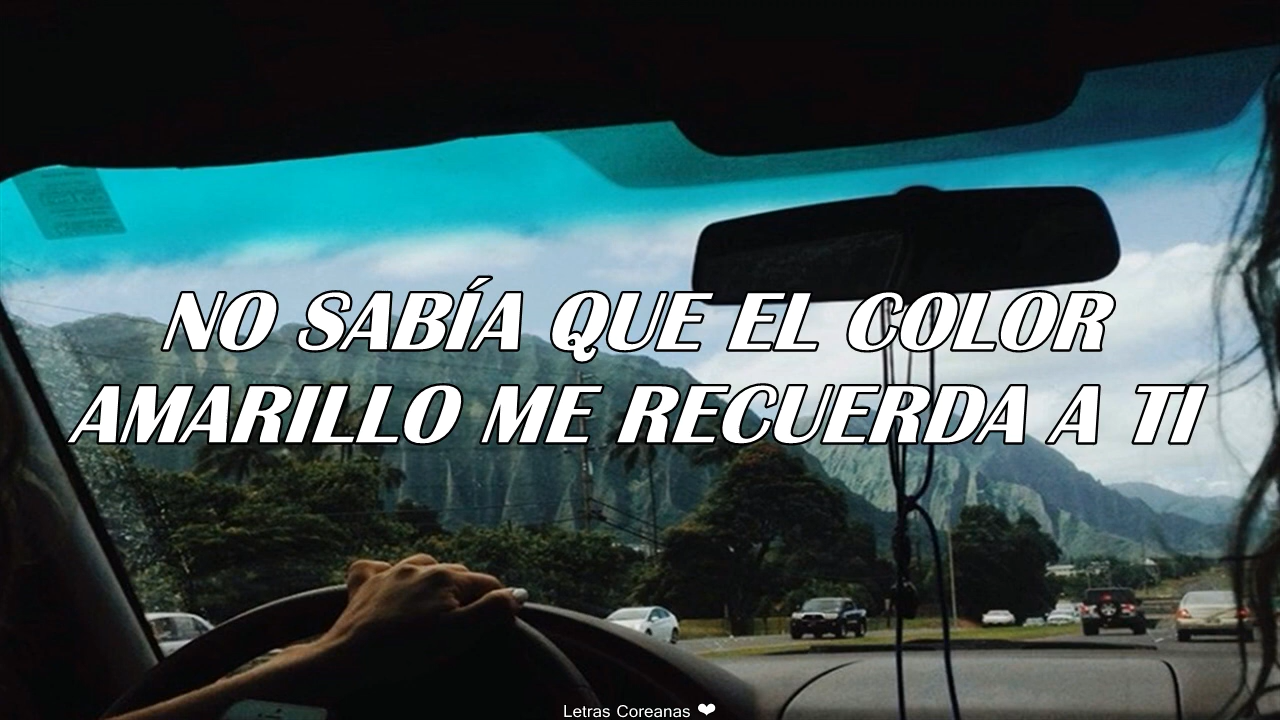 NO SABÍA QUE EL COLOR
AMARILLO ME RECUERDA A TI
Letras Coreanas ❤